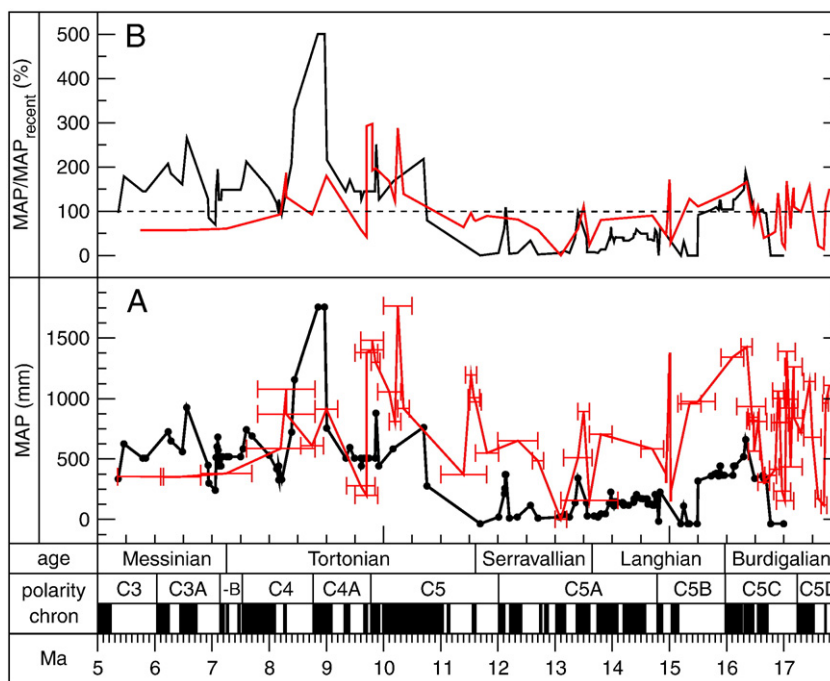 B
MAP/MAPrecent (%)
500
400
300
200
100
0
A
MAP (mm)
1500
1000
500
0
age Messinian Tortonian Serravallian Langhian Burdigalian
polarity chron C3 C3A -B C4 C4A C5 C5A C5B C5C C5D
Ma
5 6 7 8 9 10 11 12 13 14 15 16 17